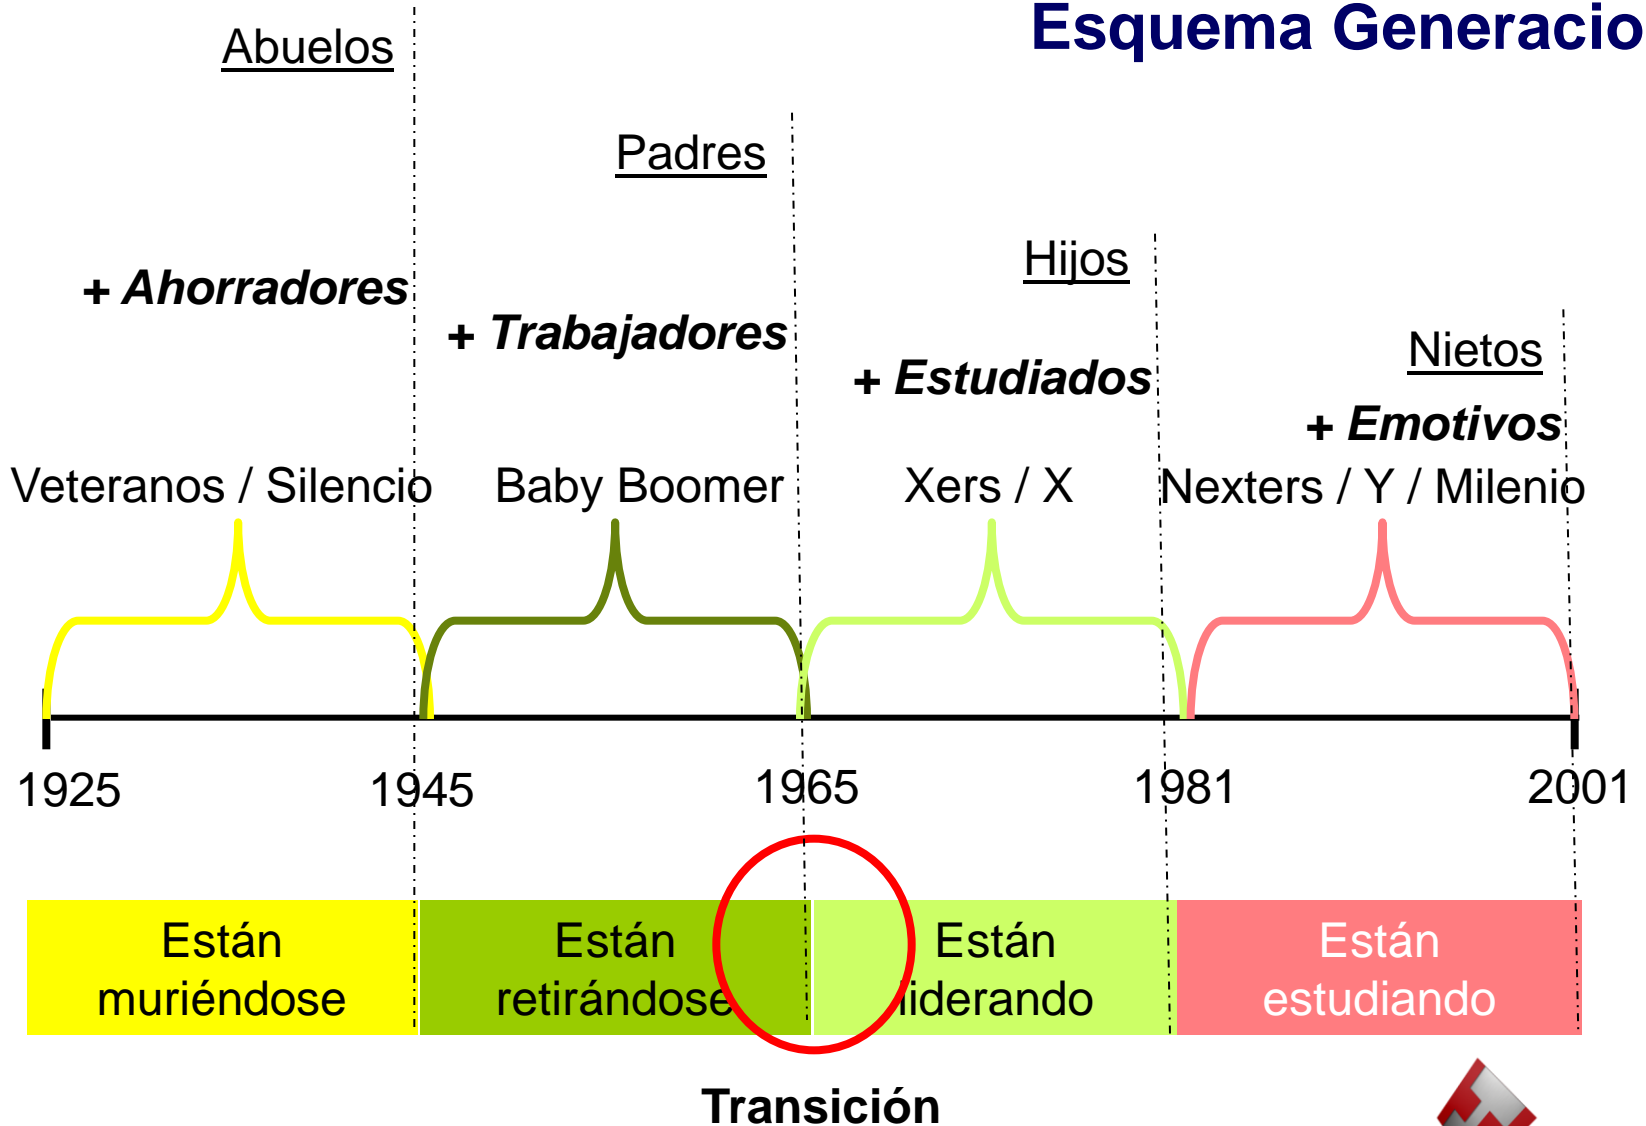 Esquema Generacio
Abuelos
Padres
Hijos
Nietos
+ Ahorradores
+ Trabajadores
+ Estudiados
+ Emotivos
Veteranos / Silencio
Baby Boomer
Xers / X
Nexters / Y / Milenio
1925
1945
1965
1981
2001
Están
muriéndose
Están
retirándose
Están
liderando
Están
estudiando
Transición